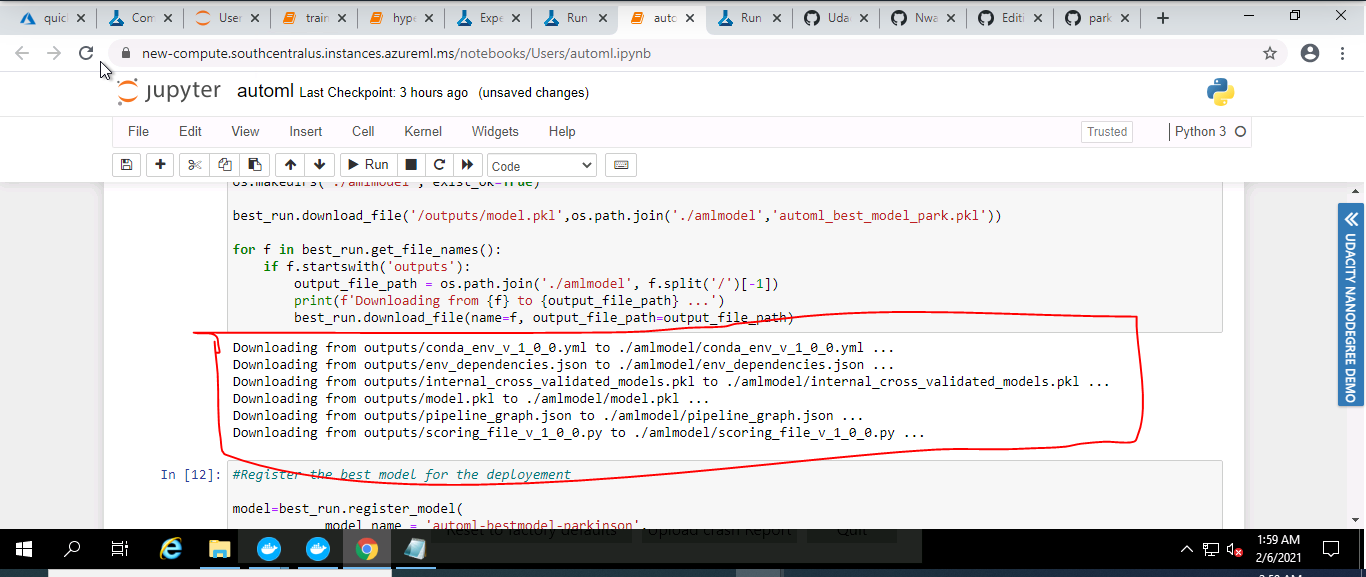 quick
Com
User
train
hype
Expe
Run
auto
Run
Uda
Nwa
Editi
park
new-compute.southcentralus.instances.azureml.ms/notebooks/Users/automl.ipynb
jupyter automl Last Checkpoint: 3 hours ago (unsaved changes)
File Edit View Insert Cell Kernel Widgets Help Trusted Python 3
Run Code
os.makedirs('./amlmodel', exist_ok=True)
best_run.download_file('/outputs/model.pkl',os.path.join('./amlmodel','automl_best_model_park.pkl'))
for f in best_run.get_file_names():
if f.startswith('outputs'):
output_file_path = os.path.join('./amlmodel', f.split('/')[-1])
print(f'Downloading from {f} to {output_file_path} ...')
best_run.download_file(name=f, output_file_path=output_file_path)
Downloading from outputs/conda_env_v_1_0_0.yml to ./amlmodel/conda_env_v_1_0_0.yml ...
Downloading from outputs/env_dependencies.json to ./amlmodel/env_dependencies.json ...
Downloading from outputs/internal_cross_validated_models.pkl to ./amlmodel/internal_cross_validated_models.pkl ...
Downloading from outputs/model.pkl to ./amlmodel/model.pkl ...
Downloading from outputs/pipeline_graph.json to ./amlmodel/pipeline_graph.json ...
Downloading from outputs/scoring_file_v_1_0_0.py to ./amlmodel/scoring_file_v_1_0_0.py ...
In [12]: #Register the best model for the deployement
model=best_run.register_model(
model_name = 'automl-bestmodel-parkinson',
UDACITY NANODEGREE DEMO
Reset to factory defaults Upload crash Report Quit
1:59 AM
2/6/2021